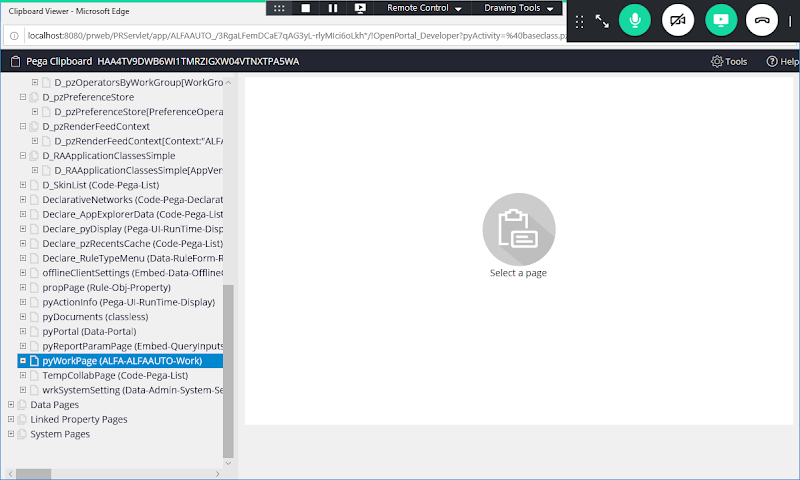 Clipboard Viewer - Microsoft Edge
Remote Control
Drawing Tools
localhost:8080/prweb/PRServlet/app/ALFAAUTO_/3RgaLFemDCaE7qAG3yL-rlyMIci6oLkh*/!OpenPortal_Developer?pyActivity=%40baseclass.pz
Pega Clipboard HAA4TV9DWB6WI1TMRZIGXW04VTNXTPA5WA
Tools
Help
D_pzOperatorsByWorkGroup[WorkGro
D_pzPreferenceStore
D_pzPreferenceStore[PreferenceOpera
D_pzRenderFeedContext
D_pzRenderFeedContext[Context:"ALFA
D_RAApplicationClassesSimple
D_RAApplicationClassesSimple[AppVers
D_SkinList (Code-Pega-List)
DeclarativeNetworks (Code-Pega-Declarat
Declare_AppExplorerData (Code-Pega-List
Declare_pyDisplay (Pega-UI-RunTime-Disp
Declare_pzRecentsCache (Code-Pega-List)
Declare_RuleTypeMenu (Data-RuleForm-R
offlineClientSettings (Embed-Data-OfflineC
propPage (Rule-Obj-Property)
pyActionInfo (Pega-UI-RunTime-Display)
pyDocuments (classless)
pyPortal (Data-Portal)
pyReportParamPage (Embed-QueryInputs
pyWorkPage (ALFA-ALFAAUTO-Work)
TempCollabPage (Code-Pega-List)
wrkSystemSetting (Data-Admin-System-Se
Data Pages
Linked Property Pages
System Pages
Select a page